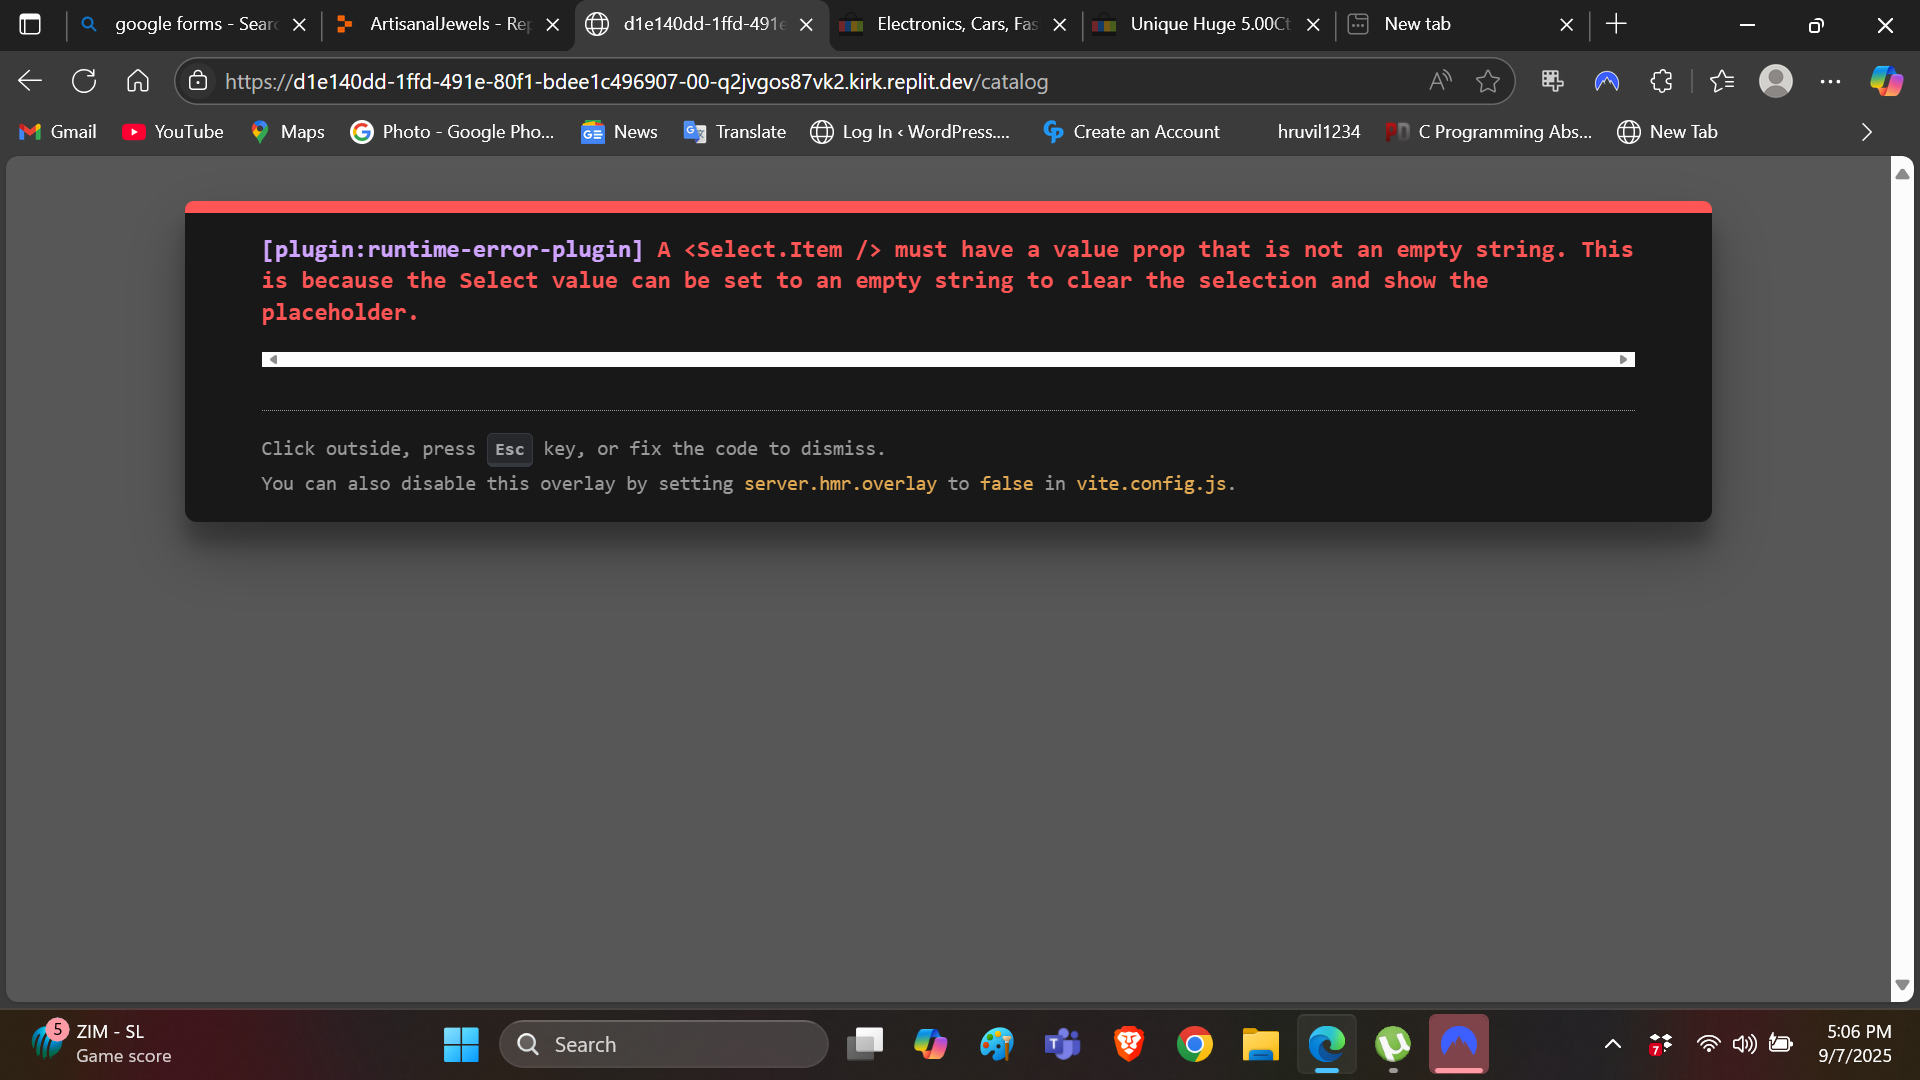 google forms - Sear
ArtisanalJewels - Rep
d1e140dd-1ffd-491e
Electronics, Cars, Fas
Unique Huge 5.00Ct
New tab
https://d1e140dd-1ffd-491e-80f1-bdee1c496907-00-q2jvgos87vk2.kirk.replit.dev/catalog
Gmail
YouTube
Maps
Photo - Google Pho...
News
Translate
Log In ‹ WordPress....
Create an Account
hruvil1234
C Programming Abs...
New Tab
[plugin:runtime-error-plugin] A <Select.Item /> must have a value prop that is not an empty string. This
is because the Select value can be set to an empty string to clear the selection and show the
placeholder.
Click outside, press Esc key, or fix the code to dismiss.
You can also disable this overlay by setting server.hmr.overlay to false in vite.config.js.
5
ZIM - SL
Game score
Search
7
5:06 PM
9/7/2025